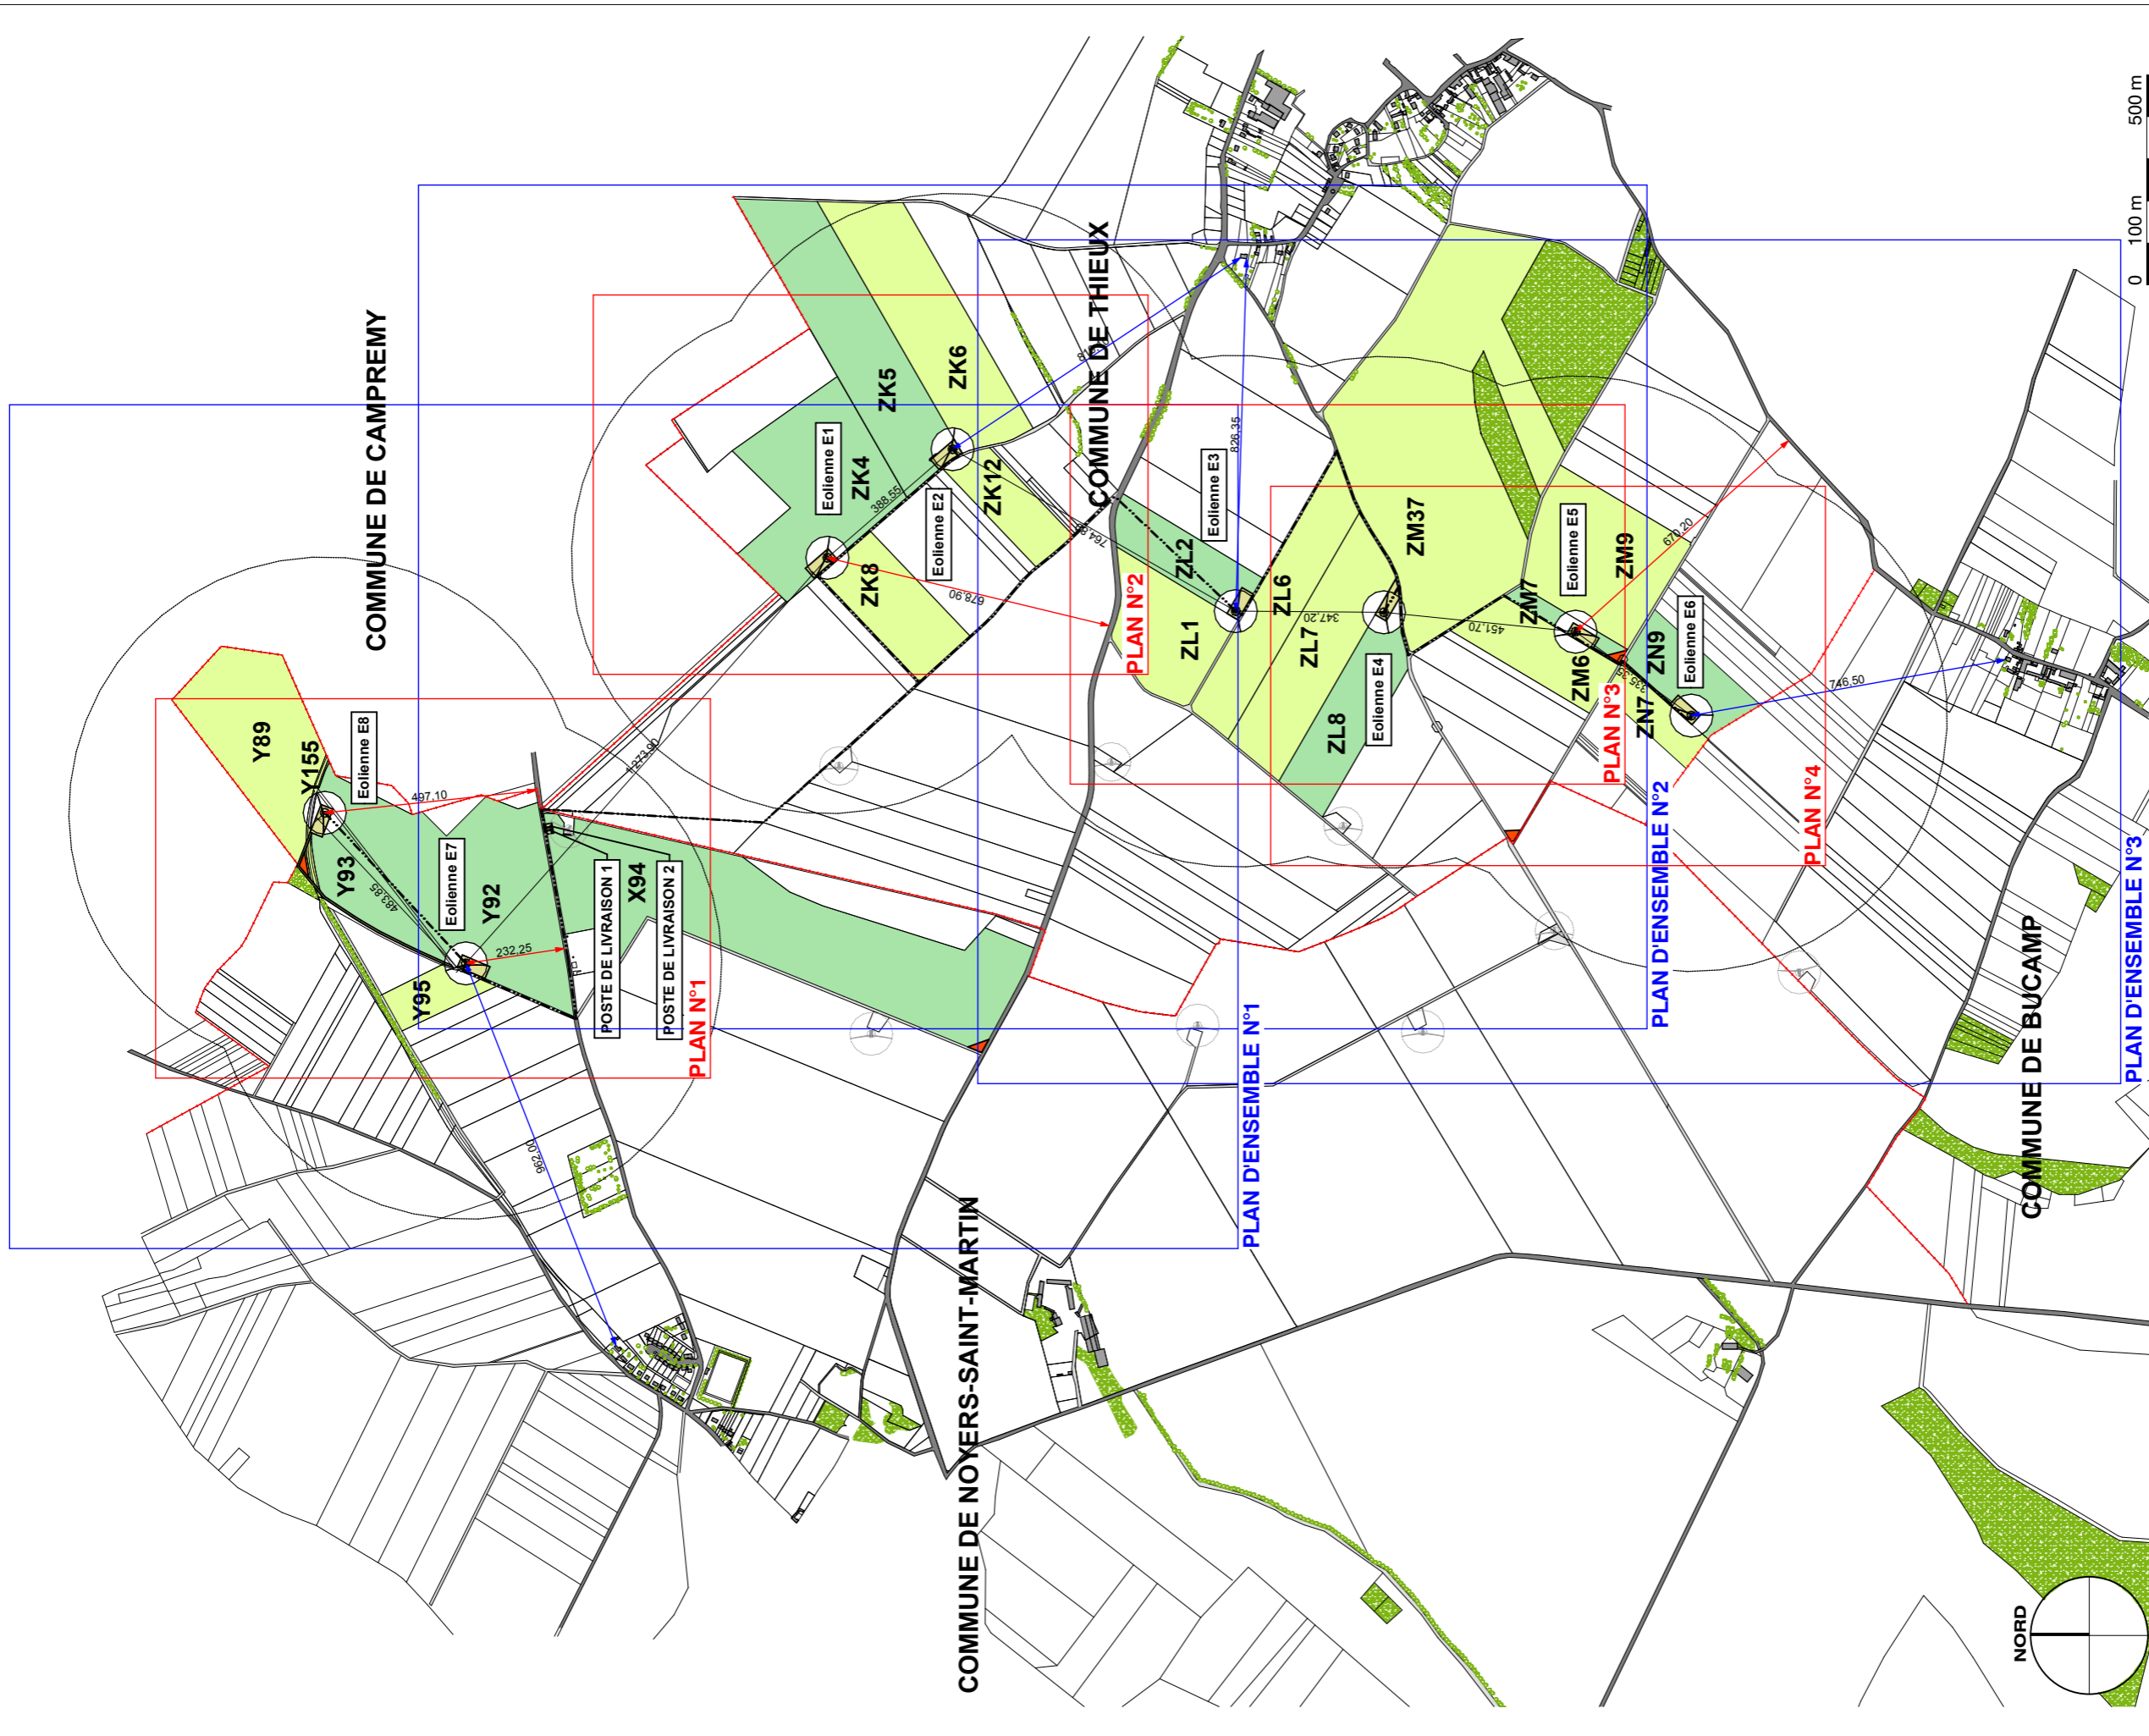 COMMUNE DE CAMPREMY
Y89
Y155
Eolienne E8
497,10
Y93
483,85
Eolienne E7
Y92
Y95
232,25
962,00
POSTE DE LIVRAISON 1
X94
POSTE DE LIVRAISON 2
PLAN N°1
1 273,90
ZK5
ZK6
Eolienne E1
ZK4
388,55
Eolienne E2
ZK12
ZK8
678,90
PLAN N°2
COMMUNE DE THIEUX
826,35
Eolienne E3
ZL2
ZL1
ZL6
ZL7
347,20
ZL8
Eolienne E4
ZM37
451,70
ZM7
Eolienne E5
ZM9
670,20
ZM6
PLAN N°3
ZN9
ZN7
Eolienne E6
746,50
PLAN N°4
PLAN D'ENSEMBLE N°1
PLAN D'ENSEMBLE N°2
PLAN D'ENSEMBLE N°3
COMMUNE DE NOYERS-SAINT-MARTIN
COMMUNE DE BUCAMP
NORD
0 100 m 500 m